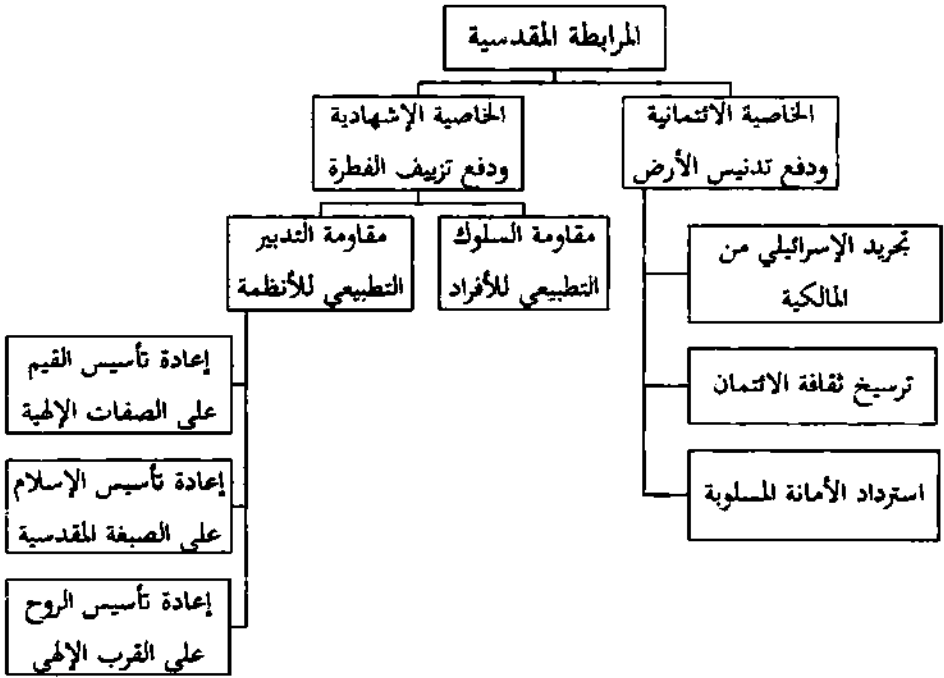 المرابطة المقدسية
الخاصية الائتمانية
ودفع تدنيس الأرض
تجريد الإسرائيلي من
المالكية
ترسيخ ثقافة الائتمان
استرداد الأمانة المسلوبة
الخاصية الإشهادية
ودفع تزييف الفطرة
مقاومة السلوك
التطبيعي للأفراد
مقاومة التدبير
التطبيعي للأنظمة
إعادة تأسيس القيم
على الصفات الإلهية
إعادة تأسيس الإسلام
على الصبغة المقدسية
إعادة تأسيس الروح
على القرب الإلهي